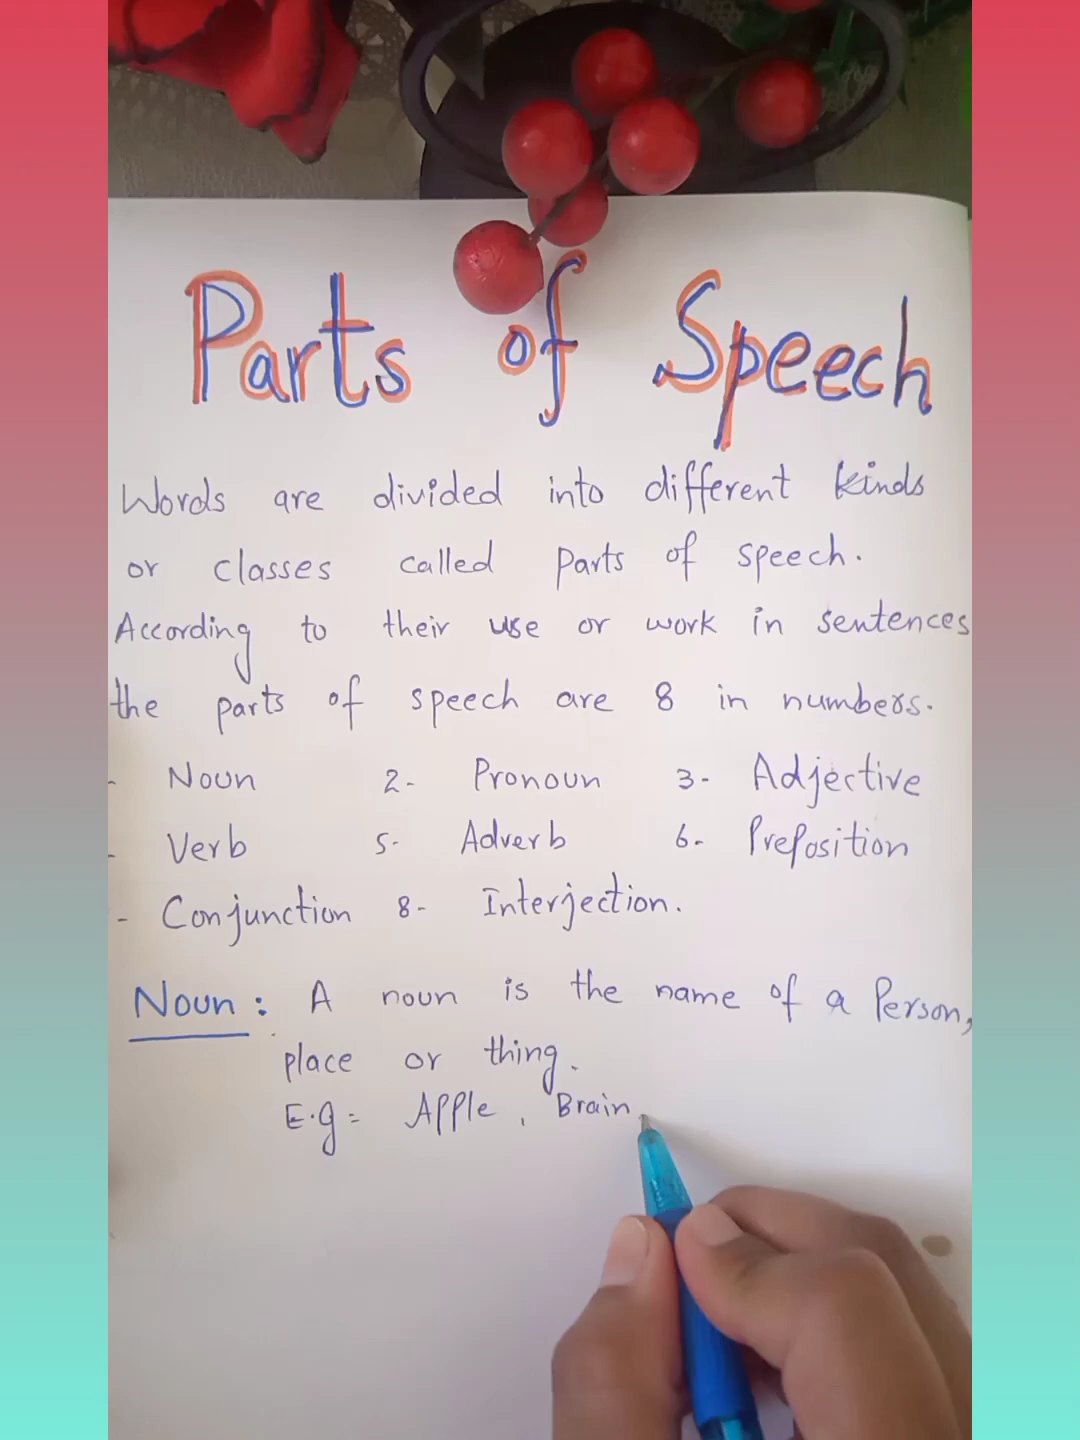 Parts of Speech
Words are divided into different kinds
or classes called parts of speech.
According to their use or work in sentences
the parts of speech are 8 in numbers.
- Noun 2- Pronoun 3- Adjective
- Verb 5- Adverb 6- Preposition
- Conjunction 8- Interjection.
Noun: A noun is the name of a Person,
place or thing.
E.g = Apple, Brain,